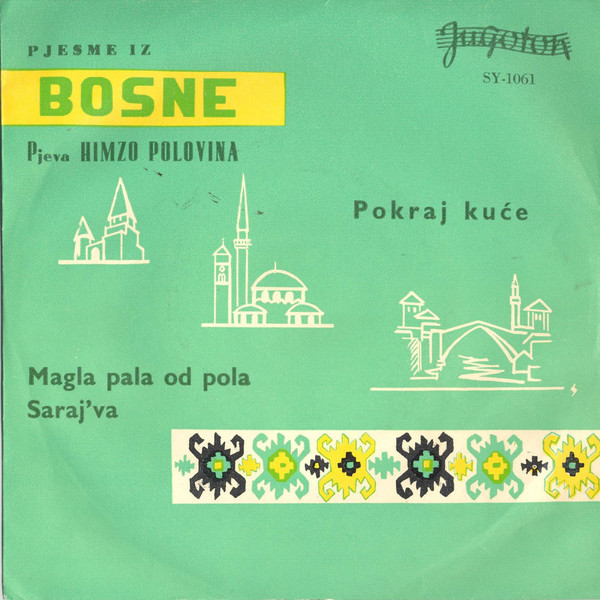 PJESME IZ
BOSNE
Pjeva HIMZO POLOVINA
Jugoton
SY-1061
Pokraj kuće
Magla pala od pola
Saraj'va